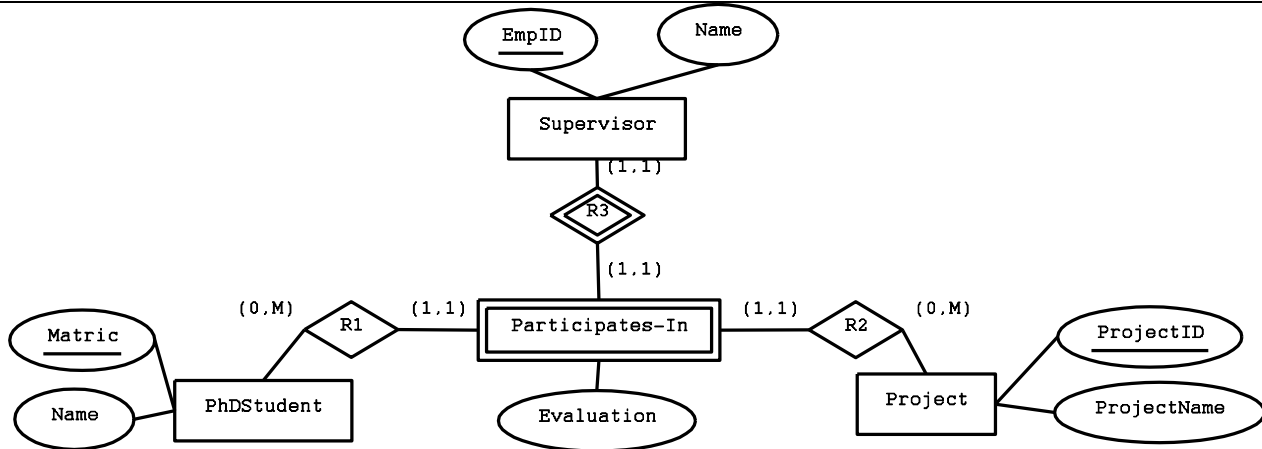 EmpID
Name
Supervisor
(1,1)
R3
(1,1)
(0,M)
(1,1)
(1,1)
(0,M)
Matric
R1
Participates-In
R2
ProjectID
PhDStudent
Project
Name
Evaluation
ProjectName